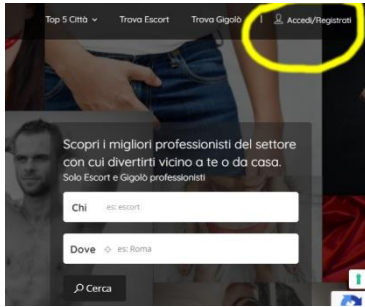 Top 5 Città Trova Escort Trova Gigolò | Accedi/Registrati
Scopri i migliori professionisti del settore
con cui divertirti vicino a te o da casa.
Solo Escort e Gigolò professionisti
Chi es: escort
Dove es: Roma
Cerca